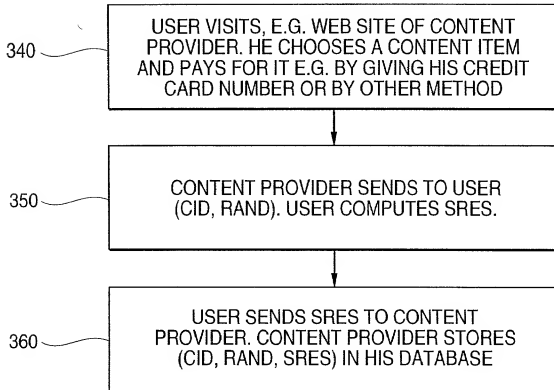 USER VISITS, E.G. WEB SITE OF CONTENT
PROVIDER. HE CHOOSES A CONTENT ITEM
AND PAYS FOR IT E.G. BY GIVING HIS CREDIT
CARD NUMBER OR BY OTHER METHOD
340
CONTENT PROVIDER SENDS TO USER
(CID, RAND). USER COMPUTES SRES.
350
USER SENDS SRES TO CONTENT
PROVIDER. CONTENT PROVIDER STORES
(CID, RAND, SRES) IN HIS DATABASE
360